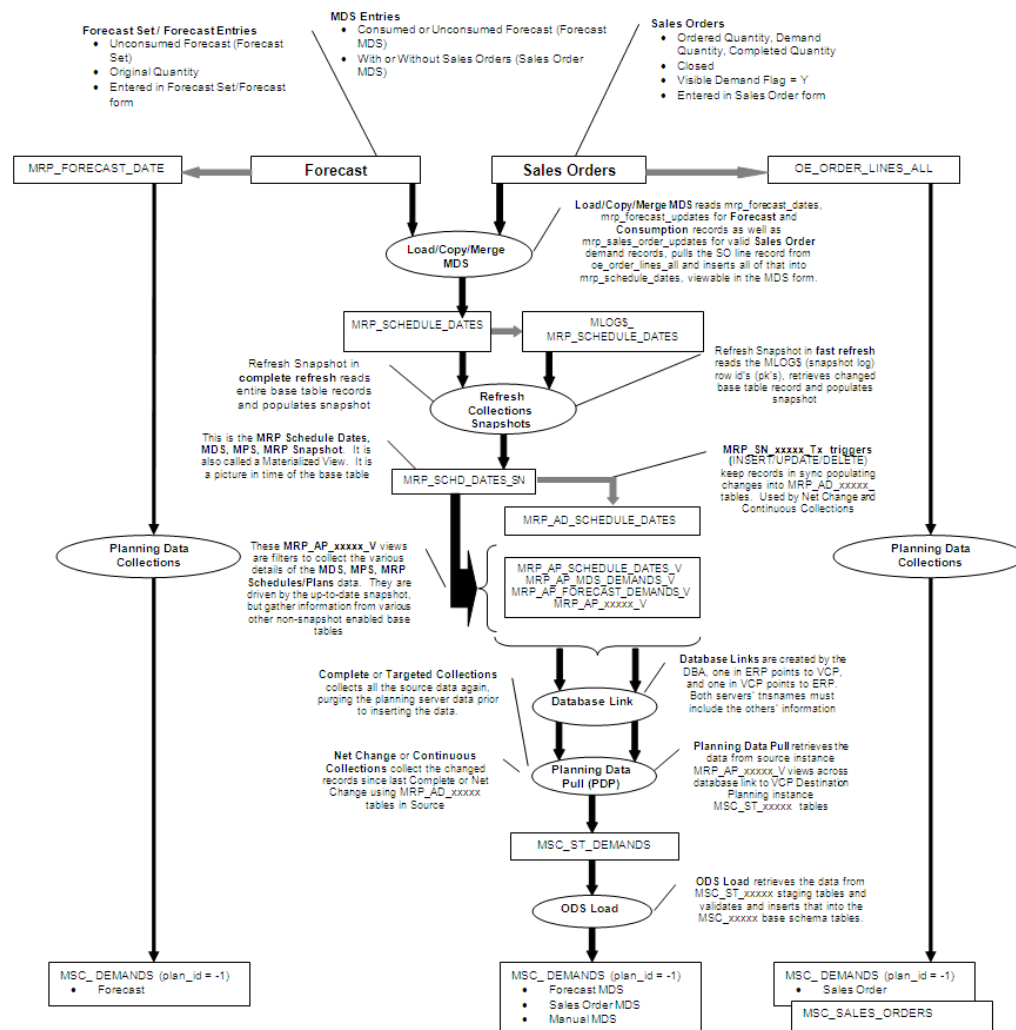 Forecast Set / Forecast Entries
• Unconsumed Forecast (Forecast
Set)
• Original Quantity
• Entered in Forecast Set/Forecast
form
MDS Entries
• Consumed or Unconsumed Forecast (Forecast
MDS)
• With or Without Sales Orders (Sales Order
MDS)
Sales Orders
• Ordered Quantity, Demand
Quantity, Completed Quantity
• Closed
• Visible Demand Flag = Y
• Entered in Sales Order form
MRP_FORECAST_DATE
Forecast
Sales Orders
OE_ORDER_LINES_ALL
Load/Copy/Merge
MDS
Load/Copy/Merge MDS reads mrp_forecast_dates,
mrp_forecast_updates for Forecast and
Consumption records as well as
mrp_sales_order_updates for valid Sales Order
demand records, pulls the SO line record from
oe_order_lines_all and inserts all of that into
mrp_schedule_dates, viewable in the MDS form.
MRP_SCHEDULE_DATES
MLOG$_
MRP_SCHEDULE_DATES
Refresh Snapshot in
complete refresh reads
entire base table records
and populates snapshot
Refresh
Collections
Snapshots
Refresh Snapshot in fast refresh
reads the MLOG$ (snapshot log)
row id's (pk's), retrieves changed
base table record and populates
snapshot
This is the MRP Schedule Dates,
MDS, MPS, MRP Snapshot. It is
also called a Materialized View. It is
a picture in time of the base table
MRP_SCHD_DATES_SN
MRP_SN_xxxxx_Tx triggers
(INSERT/UPDATE/DELETE)
keep records in sync populating
changes into MRP_AD_xxxxx_
tables. Used by Net Change and
Continuous Collections
MRP_AD_SCHEDULE_DATES
Planning Data
Collections
These MRP_AP_xxxxx_V views
are filters to collect the various
details of the MDS, MPS, MRP
Schedules/Plans data. They are
driven by the up-to-date snapshot,
but gather information from various
other non-snapshot enabled base
tables
MRP_AP_SCHEDULE_DATES_V
MRP_AP_MDS_DEMANDS_V
MRP_AP_FORECAST_DEMANDS_V
MRP_AP_xxxxx_V
Planning Data
Collections
Complete or Targeted Collections
collects all the source data again,
purging the planning server data prior
to inserting the data.
Database Link
Database Links are created by the
DBA, one in ERP points to VCP,
and one in VCP points to ERP.
Both servers' tnsnames must
include the others' information
Net Change or Continuous
Collections collect the changed
records since last Complete or Net
Change using MRP_AD_xxxxx
tables in Source
Planning Data
Pull (PDP)
Planning Data Pull retrieves the
data from source instance
MRP_AP_xxxxx_V views across
database link to VCP Destination
Planning instance
MSC_ST_xxxxx tables
MSC_ST_DEMANDS
ODS Load
ODS Load retrieves the data from
MSC_ST_xxxxx staging tables and
validates and inserts that into the
MSC_xxxxx base schema tables.
MSC_ DEMANDS (plan_id = -1)
• Forecast
MSC_ DEMANDS (plan_id = -1)
• Forecast MDS
• Sales Order MDS
• Manual MDS
MSC_ DEMANDS (plan_id = -1)
• Sales Order
MSC_SALES_ORDERS